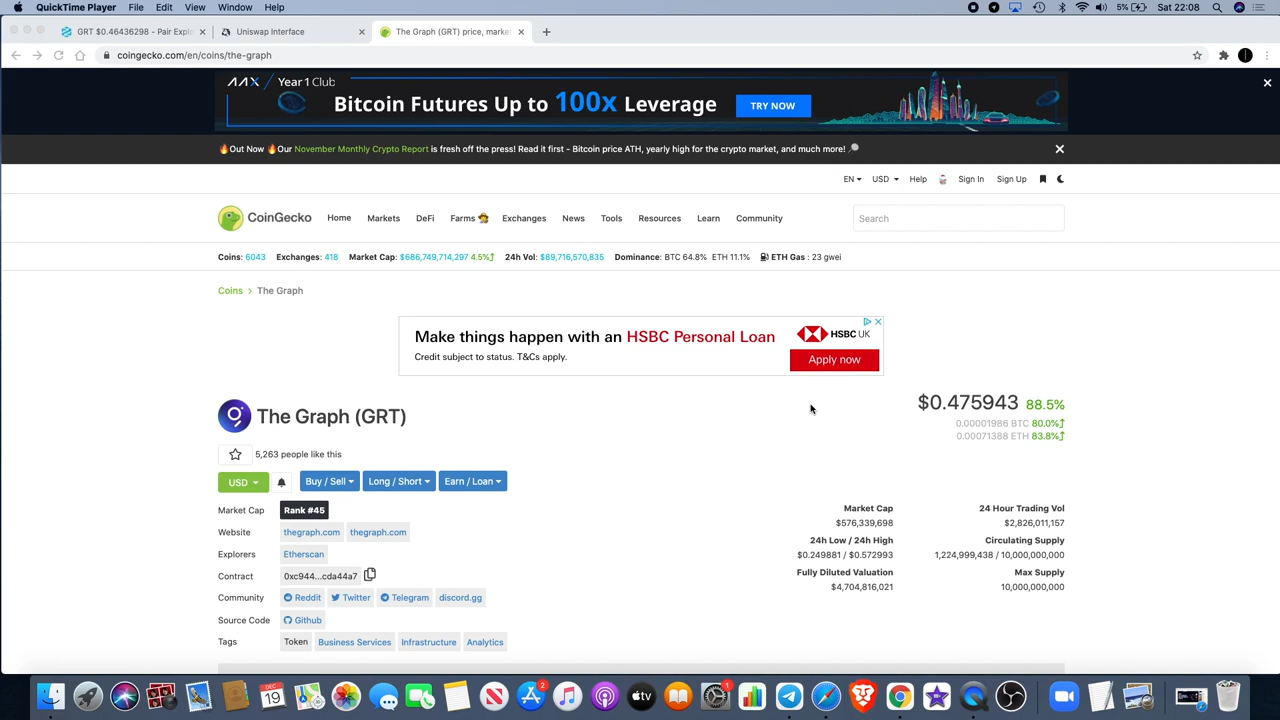 QuickTime Player File Edit View Window Help 5% Sat 22:08
GRT $0.46436298 - Pair Explo
Uniswap Interface
The Graph (GRT) price, market
coingecko.com/en/coins/the-graph
AAX / Year 1 Club
Bitcoin Futures Up to 100x Leverage TRY NOW
🔥Out Now 🔥Our November Monthly Crypto Report is fresh off the press! Read it first - Bitcoin price ATH, yearly high for the crypto market, and much more! 🔎
EN USD Help Sign In Sign Up
CoinGecko Home Markets DeFi Farms Exchanges News Tools Resources Learn Community Search
Coins: 6043 Exchanges: 418 Market Cap: $686,749,714,297 4.5% 24h Vol: $89,716,570,835 Dominance: BTC 64.8% ETH 11.1% ETH Gas : 23 gwei
Coins > The Graph
Make things happen with an HSBC Personal Loan
Credit subject to status. T&Cs apply.
HSBC UK
Apply now
The Graph (GRT)
$0.475943 88.5%
0.00001986 BTC 80.0%
0.00071388 ETH 83.8%
5,263 people like this
USD Buy / Sell Long / Short Earn / Loan
Market Cap Rank #45
Website thegraph.com thegraph.com
Explorers Etherscan
Contract 0xc944...cda44a7
Community Reddit Twitter Telegram discord.gg
Source Code Github
Tags Token Business Services Infrastructure Analytics
Market Cap 24 Hour Trading Vol
$576,339,698 $2,826,011,157
24h Low / 24h High Circulating Supply
$0.249881 / $0.572993 1,224,999,438 / 10,000,000,000
Fully Diluted Valuation Max Supply
$4,704,816,021 10,000,000,000
DEC
19
2
tv
1